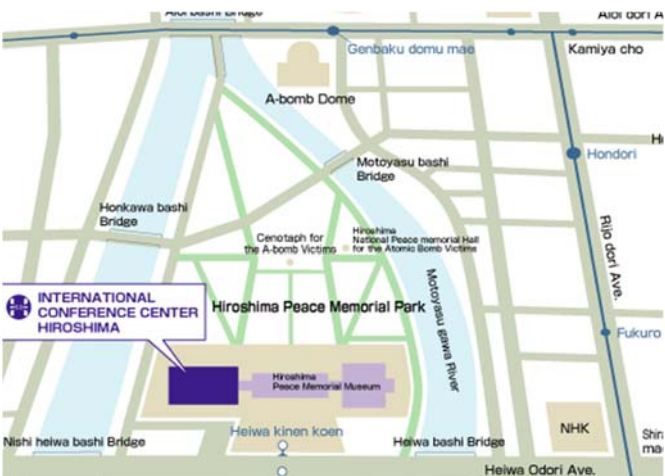 Aioi bashi Bridge
Aioi dori A
Genbaku domu mae
Kamiya cho
A-bomb Dome
Hondori
Motoyasu bashi
Bridge
Honkawa bashi
Bridge
Cenotaph for
the A-bomb Victims
Hiroshima
National Peace memorial Hall
for the Atomic Bomb Victims
Rijo dori Ave.
INTERNATIONAL
CONFERENCE CENTER
HIROSHIMA
Hiroshima Peace Memorial Park
Motoyasu gawa River
Fukuro
Hiroshima
Peace Memorial Museum
NHK
Heiwa kinen koen
Nishi heiwa bashi Bridge
Heiwa bashi Bridge
Heiwa Odori Ave.